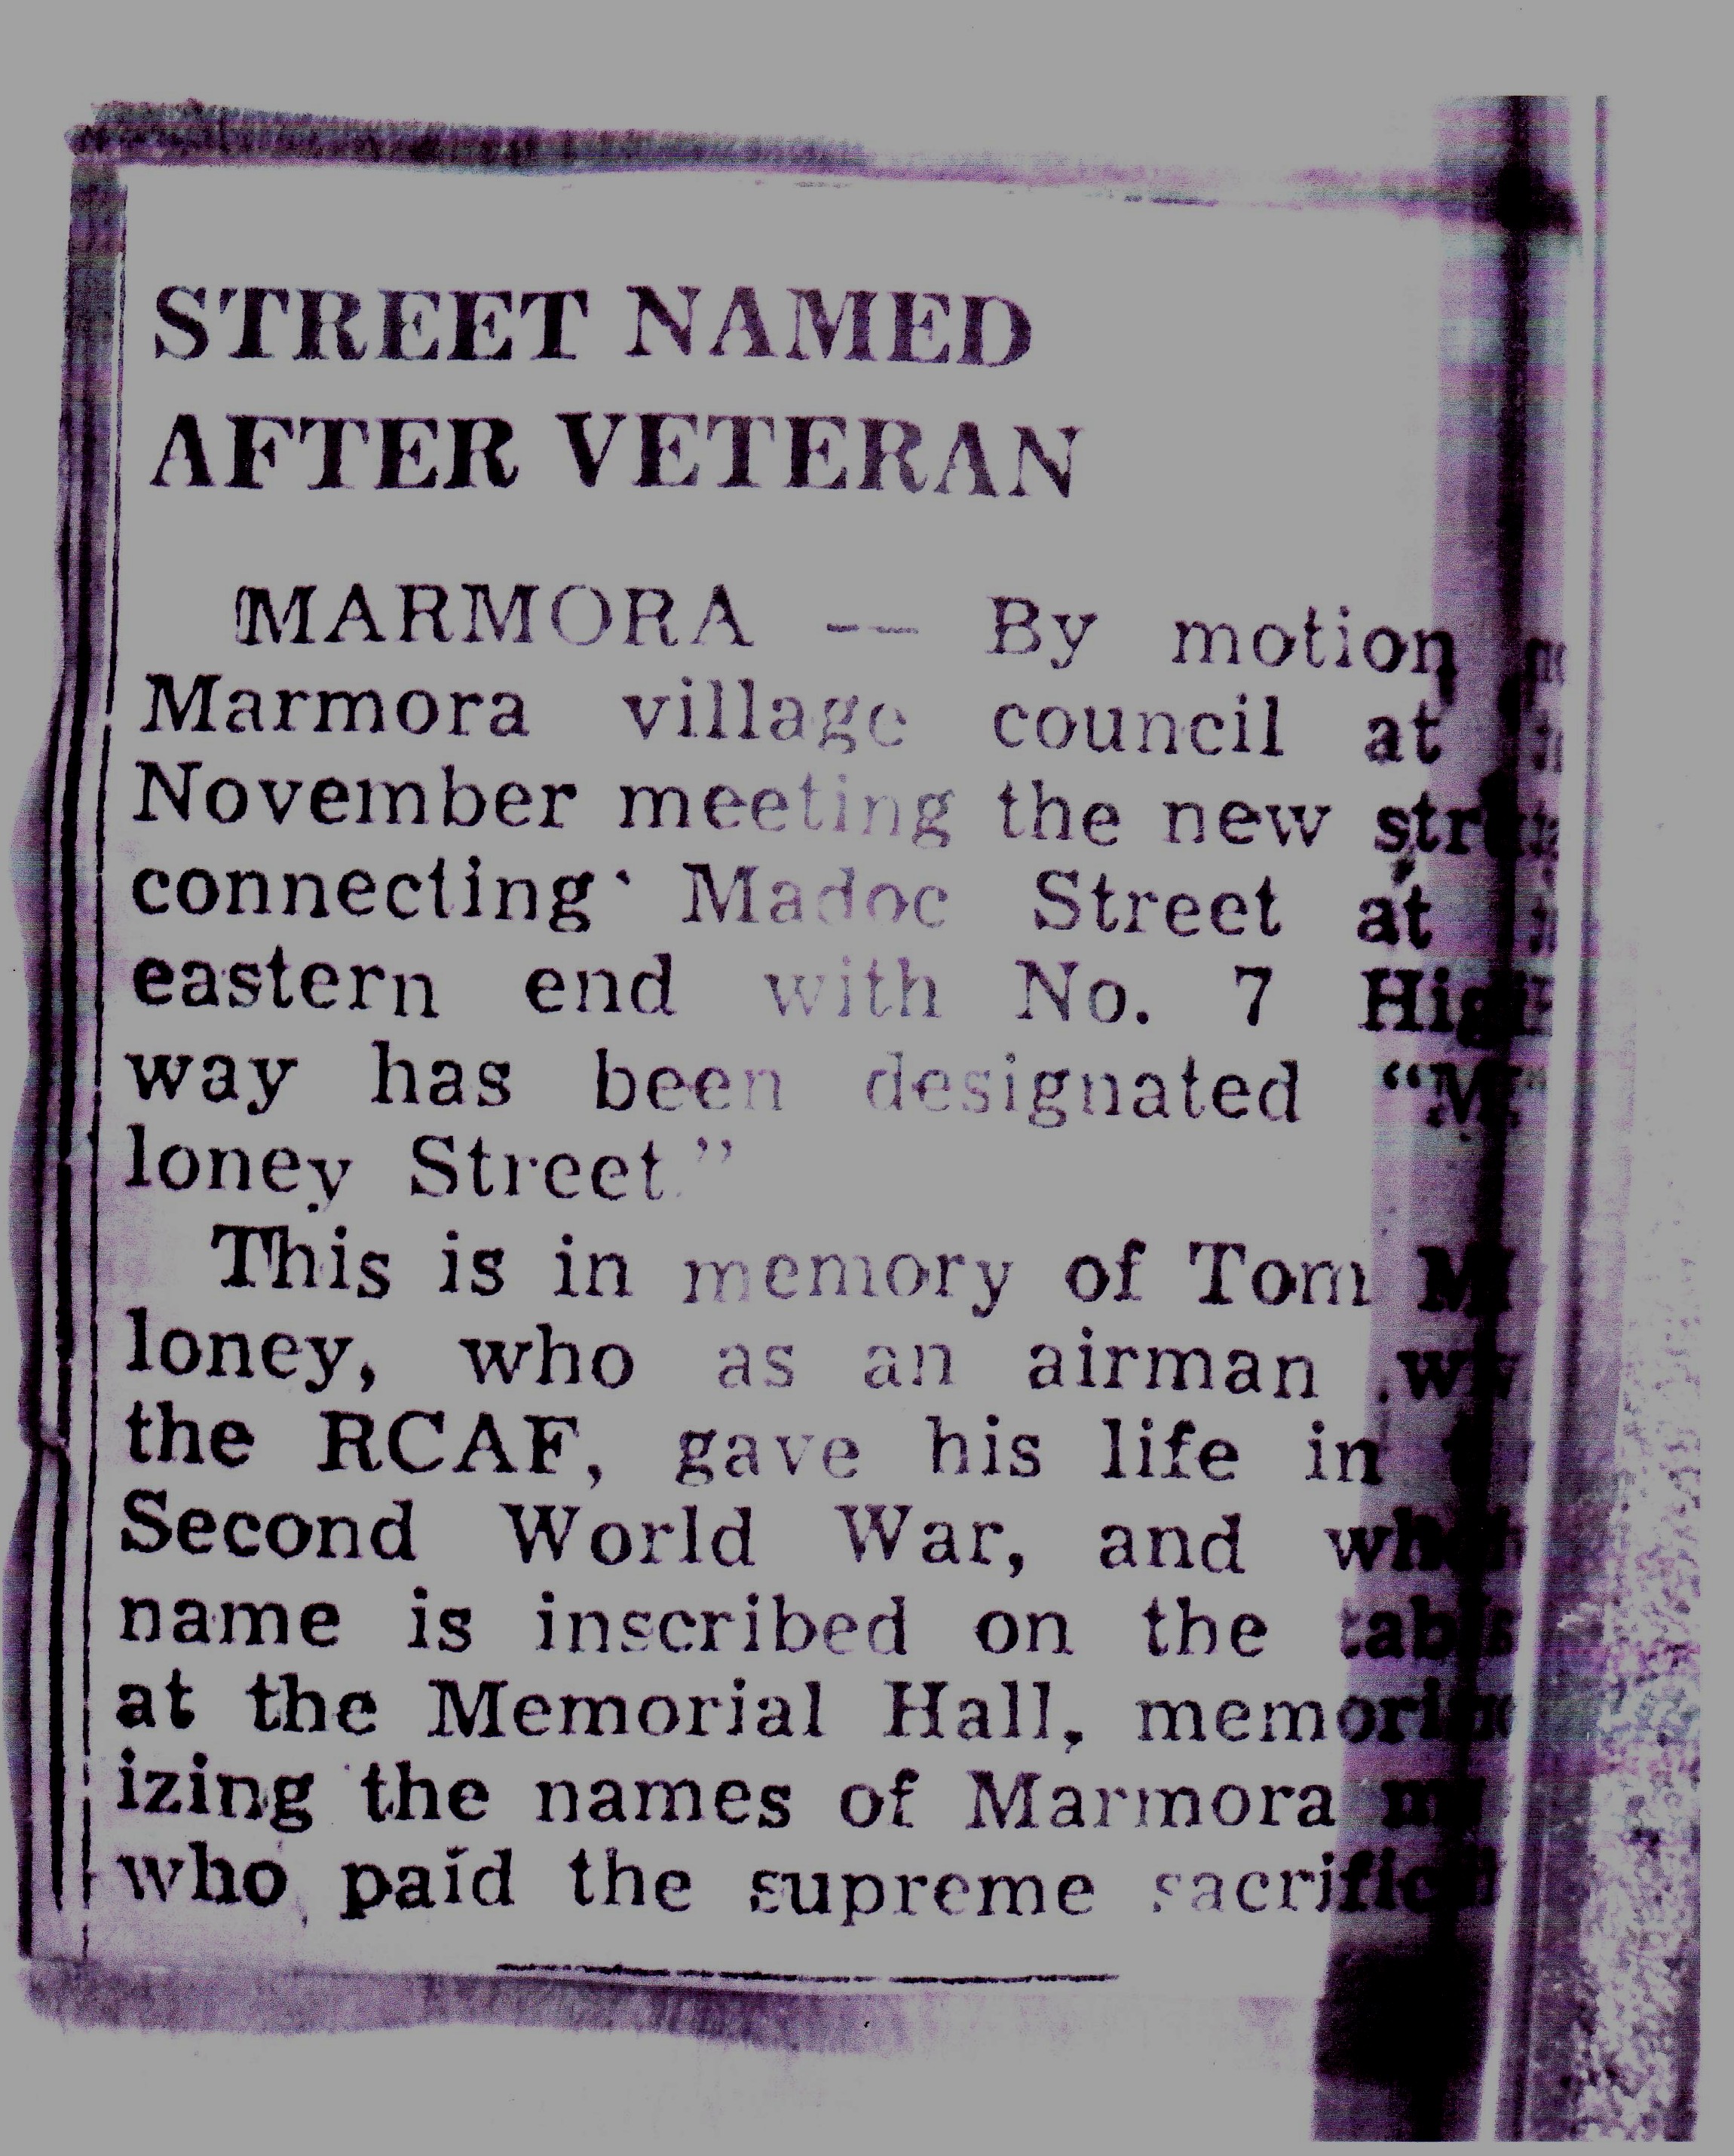 STREET NAMED
AFTER VETERAN
MARMORA -- By motion
Marmora village council at
November meeting the new
connecting Madoc Street at
eastern end with No. 7
way has been designated
loney Street."
This is in memory of Tom
loney, who as an airman
the RCAF, gave his life in
Second World War, and
name is inscribed on the
at the Memorial Hall,
izing the names of Marmora
who paid the supreme